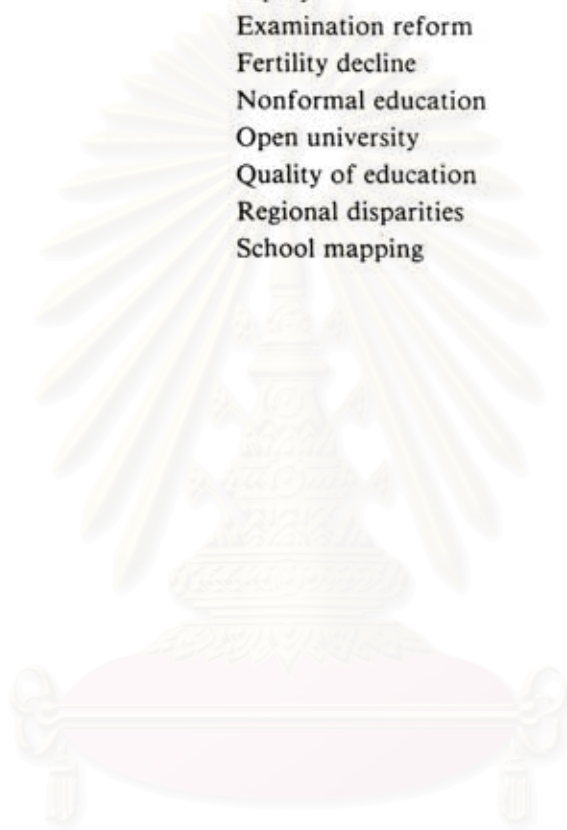 Examination reform
Fertility decline
Nonformal education
Open university
Quality of education
Regional disparities
School mapping